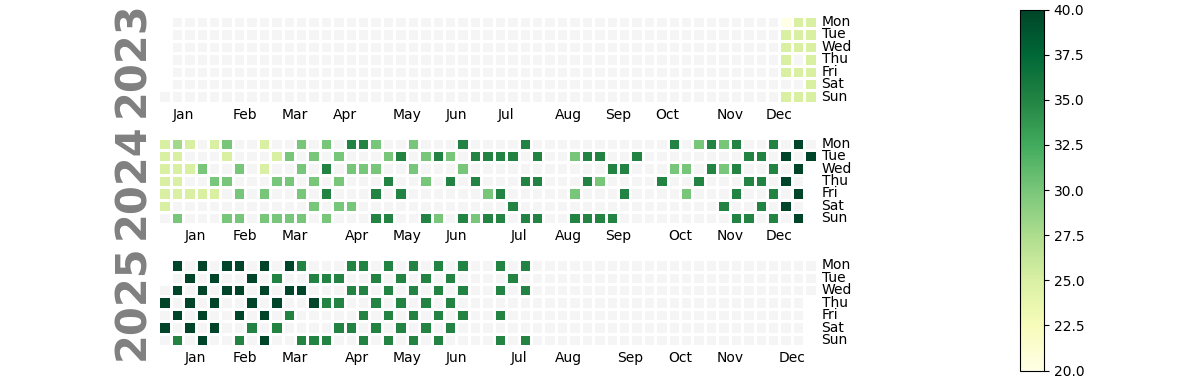 2023
Mon
Tue
Wed
Thu
Fri
Sat
Sun
Jan Feb Mar Apr May Jun Jul Aug Sep Oct Nov Dec
2024
Mon
Tue
Wed
Thu
Fri
Sat
Sun
Jan Feb Mar Apr May Jun Jul Aug Sep Oct Nov Dec
2025
Mon
Tue
Wed
Thu
Fri
Sat
Sun
Jan Feb Mar Apr May Jun Jul Aug Sep Oct Nov Dec
40.0
37.5
35.0
32.5
30.0
27.5
25.0
22.5
20.0